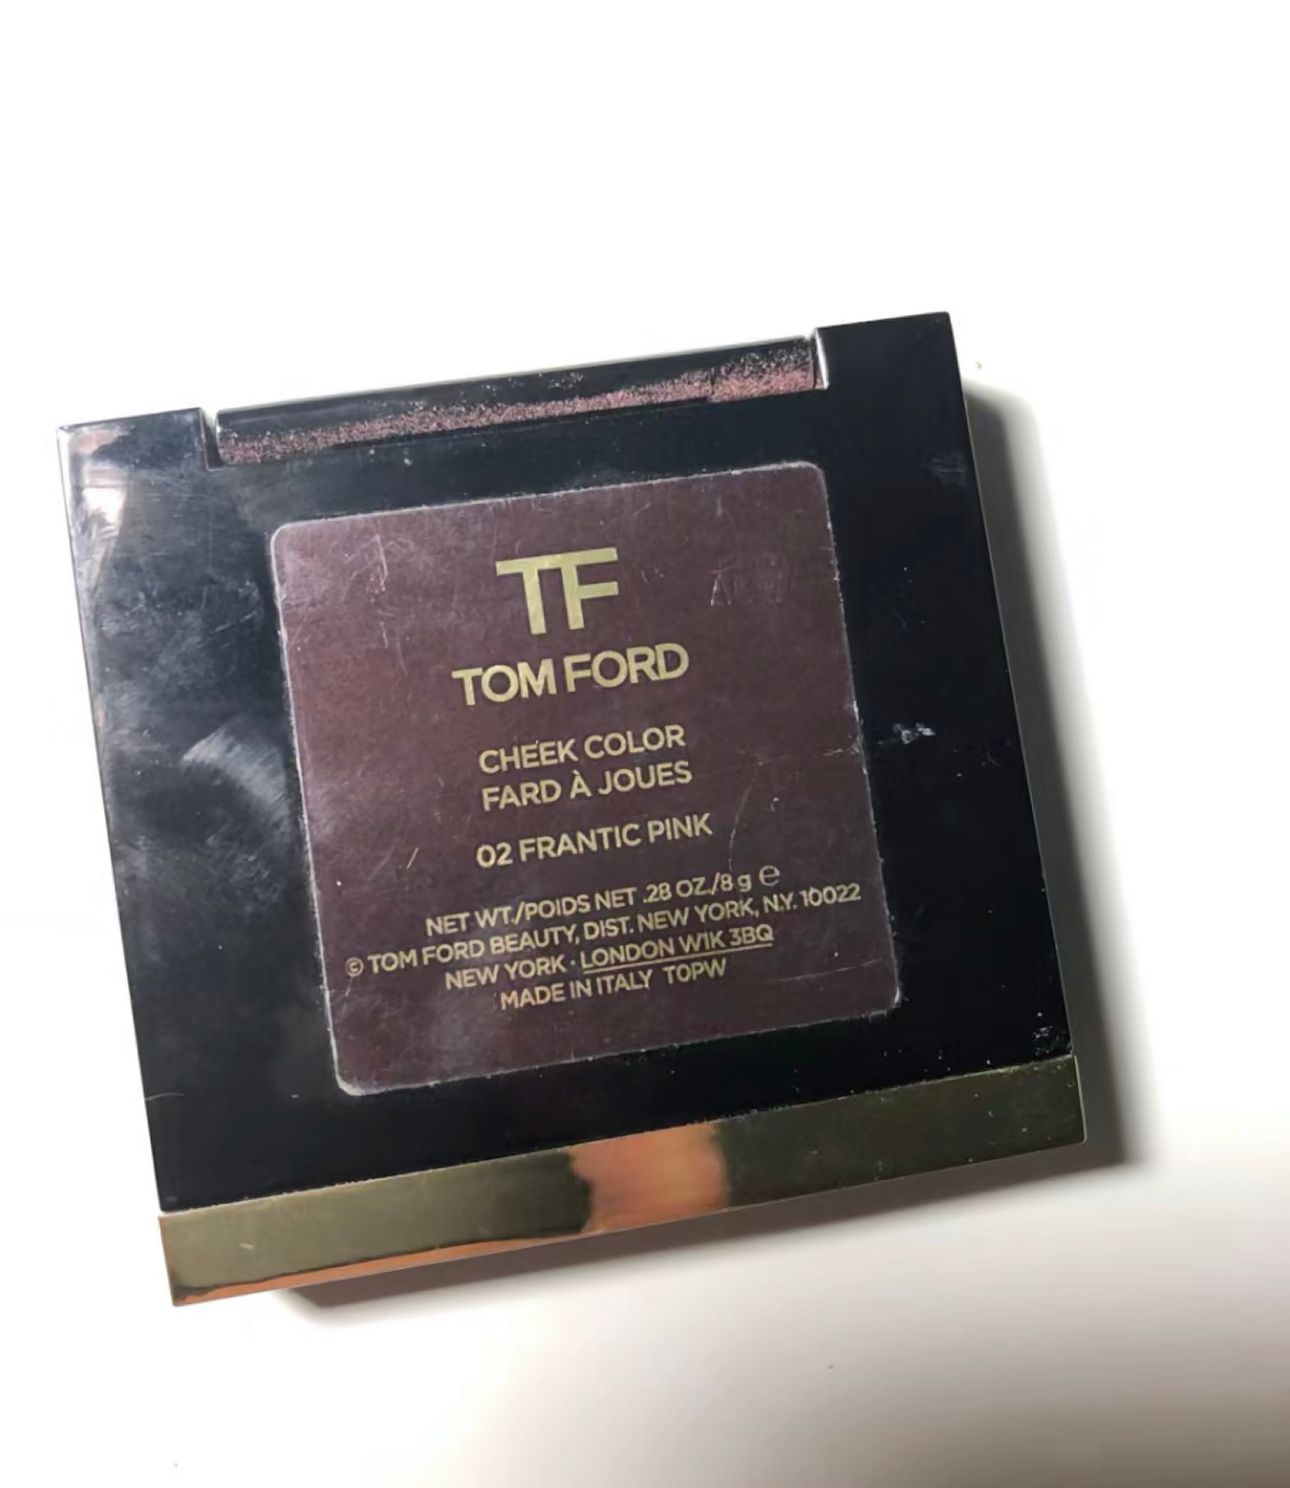 TF
TOM FORD
CHEEK COLOR
FARD À JOUES
02 FRANTIC PINK
NET WT./POIDS NET .28 OZ./8 g ℮
© TOM FORD BEAUTY, DIST. NEW YORK, N.Y. 10022
NEW YORK · LONDON W1K 3BQ
MADE IN ITALY T0PW